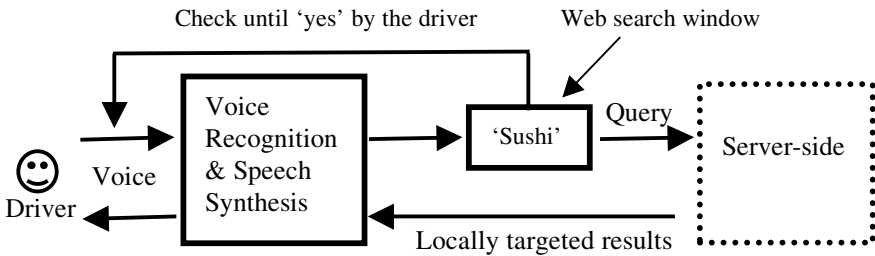 Check until ‘yes’ by the driver
Web search window
Voice
Recognition
& Speech
Synthesis
‘Sushi’
Query
Server-side
Voice
Driver
Locally targeted results